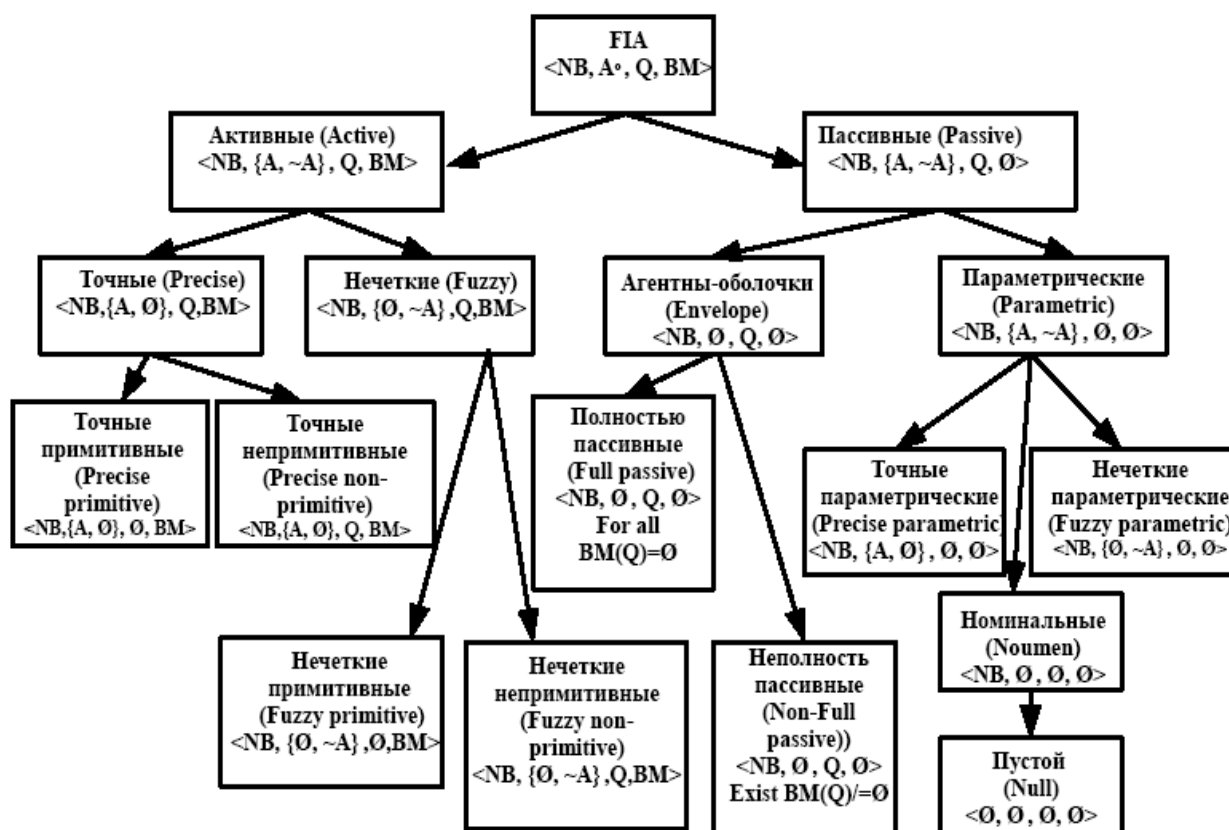 FIA
<NB, A°, Q, BM>
Активные (Active)
<NB, {A, ~A}, Q, BM>
Пассивные (Passive)
<NB, {A, ~A}, Q, Ø>
Точные (Precise)
<NB,{A, Ø}, Q,BM>
Нечеткие (Fuzzy)
<NB, {Ø, ~A},Q,BM>
Агентны-оболочки
(Envelope)
<NB, Ø, Q, Ø>
Параметрические
(Parametric)
<NB, {A, ~A}, Ø, Ø>
Точные
примитивные
(Precise
primitive)
<NB,{A, Ø}, Ø, BM>
Точные
непримитивные
(Precise non-
primitive)
<NB,{A, Ø}, Q, BM>
Полностью
пассивные
(Full passive)
<NB, Ø, Q, Ø>
For all
BM(Q)=Ø
Точные
параметрические
(Precise parametric)
<NB, {A, Ø}, Ø, Ø>
Нечеткие
параметрические
(Fuzzy parametric)
<NB, {Ø, ~A}, Ø, Ø>
Нечеткие
примитивные
(Fuzzy primitive)
<NB, {Ø, ~A},Ø,BM>
Нечеткие
непримитивные
(Fuzzy non-
primitive)
<NB, {Ø, ~A},Q,BM>
Неполность
пассивные
(Non-Full
passive))
<NB, Ø, Q, Ø>
Exist BM(Q)/=Ø
Номинальные
(Noumen)
<NB, Ø, Ø, Ø>
Пустой
(Null)
<Ø, Ø, Ø, Ø>